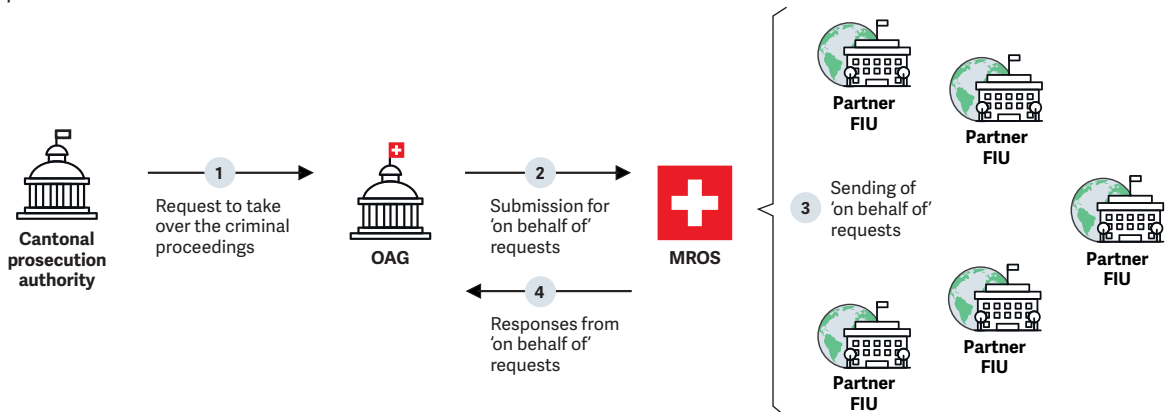 Cantonal
prosecution
authority
1
Request to take
over the criminal
proceedings
OAG
2
Submission for
‘on behalf of’
requests
4
Responses from
‘on behalf of’
requests
MROS
3
Sending of
‘on behalf of’
requests
Partner
FIU
Partner
FIU
Partner
FIU
Partner
FIU
Partner
FIU